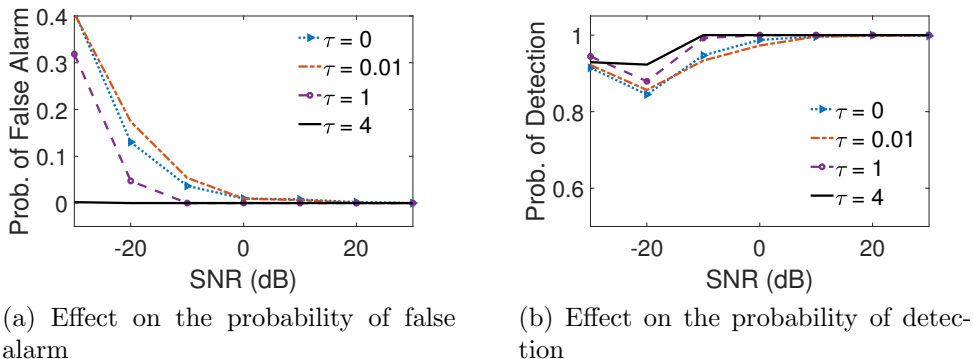 0.4
0.3
0.2
0.1
0
Prob. of False Alarm
τ = 0
τ = 0.01
τ = 1
τ = 4
-20
0
20
SNR (dB)
(a) Effect on the probability of false
alarm
1
0.8
0.6
Prob. of Detection
τ = 0
τ = 0.01
τ = 1
τ = 4
-20
0
20
SNR (dB)
(b) Effect on the probability of detec-
tion